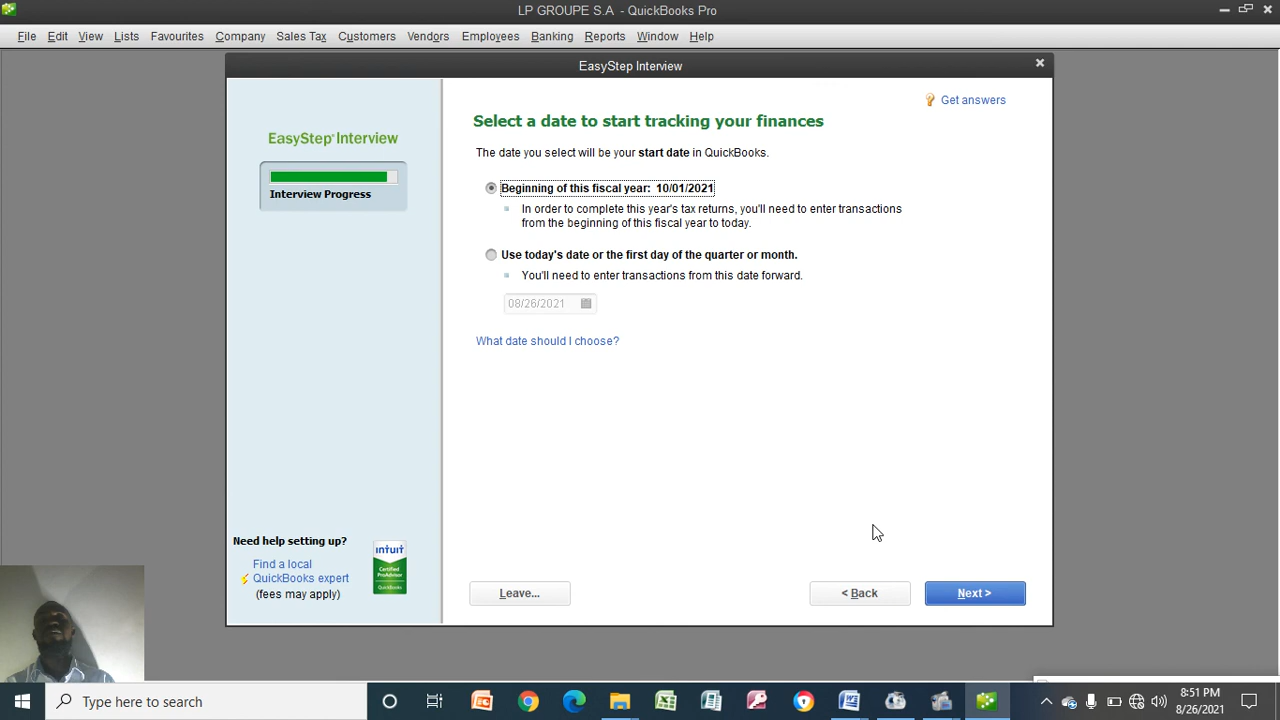 LP GROUPE S.A - QuickBooks Pro
File Edit View Lists Favourites Company Sales Tax Customers Vendors Employees Banking Reports Window Help
EasyStep Interview
Get answers
EasyStep Interview
Interview Progress
Select a date to start tracking your finances
The date you select will be your start date in QuickBooks.
Beginning of this fiscal year: 10/01/2021
In order to complete this year's tax returns, you'll need to enter transactions
from the beginning of this fiscal year to today.
Use today's date or the first day of the quarter or month.
You'll need to enter transactions from this date forward.
08/26/2021
What date should I choose?
Need help setting up?
Find a local
QuickBooks expert
(fees may apply)
intuit
Certified
ProAdvisor
QuickBooks
Leave...
< Back
Next >
Type here to search
8:51 PM
8/26/2021